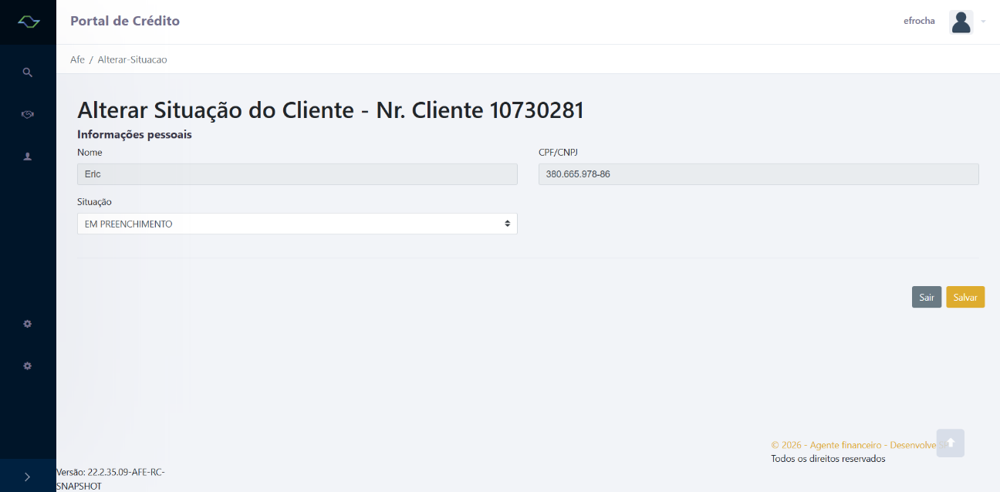 Portal de Crédito
efrocha
Afe / Alterar-Situacao
Alterar Situação do Cliente - Nr. Cliente 10730281
Informações pessoais
Nome
CPF/CNPJ
Eric
380.665.978-86
Situação
EM PREENCHIMENTO
Sair
Salvar
© 2026 - Agente financeiro - Desenvolve SP
Todos os direitos reservados
Versão: 22.2.35.09-AFE-RC-
SNAPSHOT